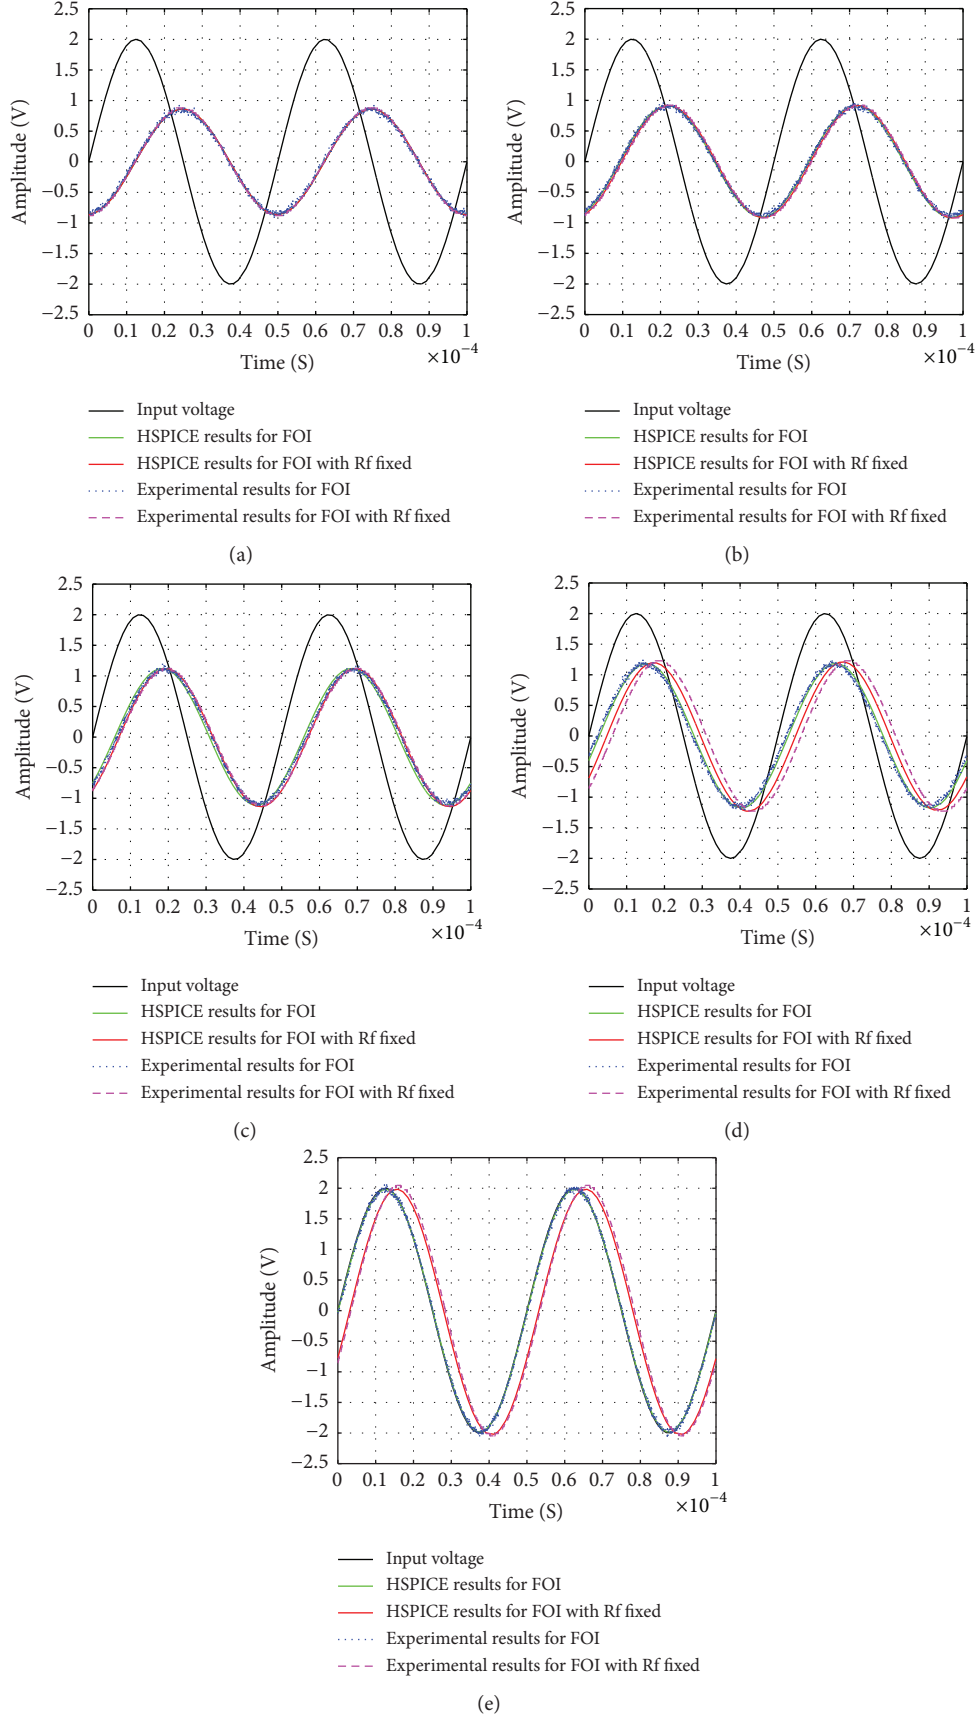 2.5
2
1.5
1
0.5
0
−0.5
−1
−1.5
−2
−2.5
Amplitude (V)
0 0.1 0.2 0.3 0.4 0.5 0.6 0.7 0.8 0.9 1
×10−4
Time (S)
Input voltage
HSPICE results for FOI
HSPICE results for FOI with Rf fixed
Experimental results for FOI
Experimental results for FOI with Rf fixed
(a)
2.5
2
1.5
1
0.5
0
−0.5
−1
−1.5
−2
−2.5
Amplitude (V)
0 0.1 0.2 0.3 0.4 0.5 0.6 0.7 0.8 0.9 1
×10−4
Time (S)
Input voltage
HSPICE results for FOI
HSPICE results for FOI with Rf fixed
Experimental results for FOI
Experimental results for FOI with Rf fixed
(b)
2.5
2
1.5
1
0.5
0
−0.5
−1
−1.5
−2
−2.5
Amplitude (V)
0 0.1 0.2 0.3 0.4 0.5 0.6 0.7 0.8 0.9 1
×10−4
Time (S)
Input voltage
HSPICE results for FOI
HSPICE results for FOI with Rf fixed
Experimental results for FOI
Experimental results for FOI with Rf fixed
(c)
2.5
2
1.5
1
0.5
0
−0.5
−1
−1.5
−2
−2.5
Amplitude (V)
0 0.1 0.2 0.3 0.4 0.5 0.6 0.7 0.8 0.9 1
×10−4
Time (S)
Input voltage
HSPICE results for FOI
HSPICE results for FOI with Rf fixed
Experimental results for FOI
Experimental results for FOI with Rf fixed
(d)
2.5
2
1.5
1
0.5
0
−0.5
−1
−1.5
−2
−2.5
Amplitude (V)
0 0.1 0.2 0.3 0.4 0.5 0.6 0.7 0.8 0.9 1
×10−4
Time (S)
Input voltage
HSPICE results for FOI
HSPICE results for FOI with Rf fixed
Experimental results for FOI
Experimental results for FOI with Rf fixed
(e)